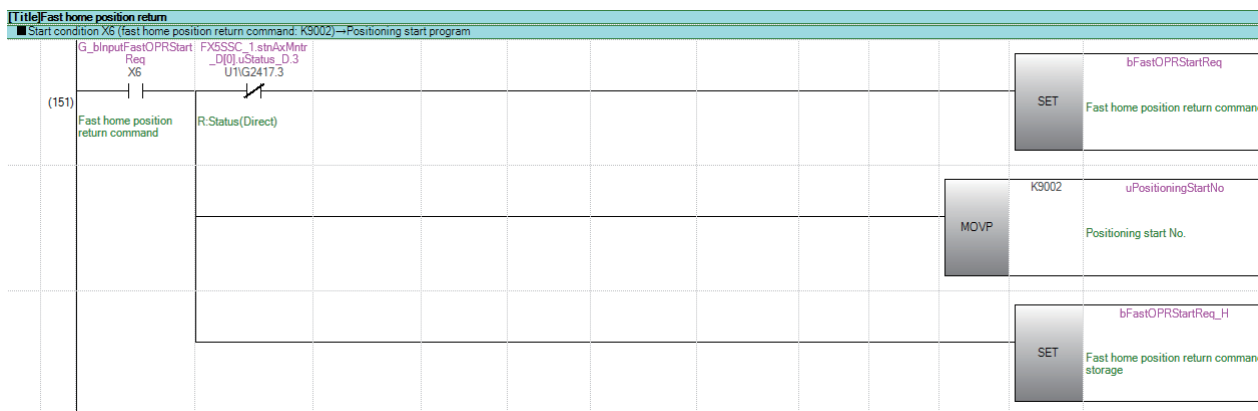 [Title]Fast home position return
■Start condition X6 (fast home position return command: K9002)→Positioning start program
G_bInputFastOPRStart
Req
X6
FX5SSC_1.stnAxMntr
_D[0].uStatus_D.3
U1\G2417.3
(151)
Fast home position
return command
R:Status(Direct)
SET
bFastOPRStartReq
Fast home position return comman
MOVP
K9002
uPositioningStartNo
Positioning start No.
SET
bFastOPRStartReq_H
Fast home position return comman
storage